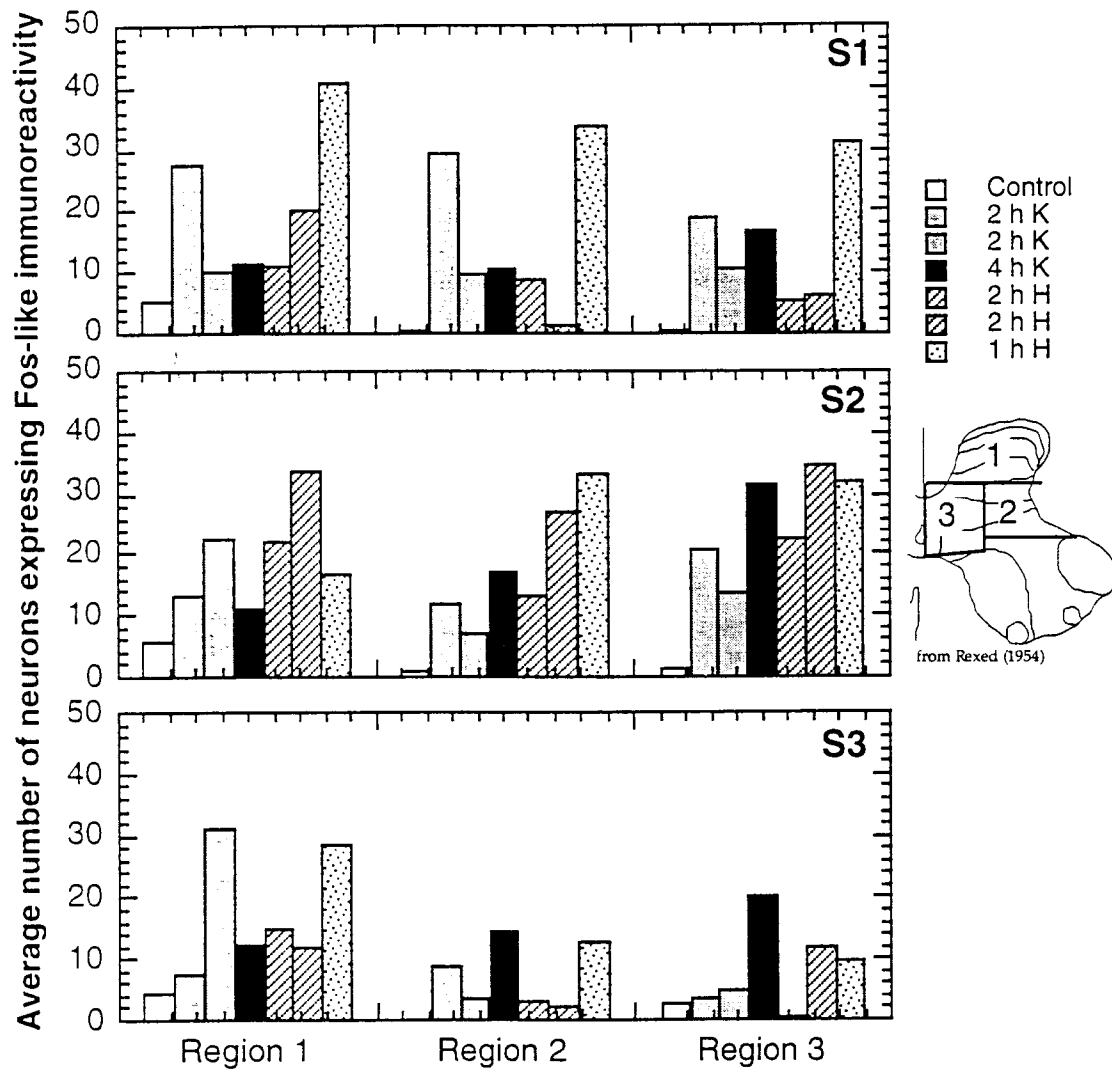 Average number of neurons expressing Fos-like immunoreactivity
50
40
30
20
10
0
S1
50
40
30
20
10
0
S2
50
40
30
20
10
0
S3
Region 1
Region 2
Region 3
Control
2 h K
2 h K
4 h K
2 h H
2 h H
1 h H
1
3
2
from Rexed (1954)